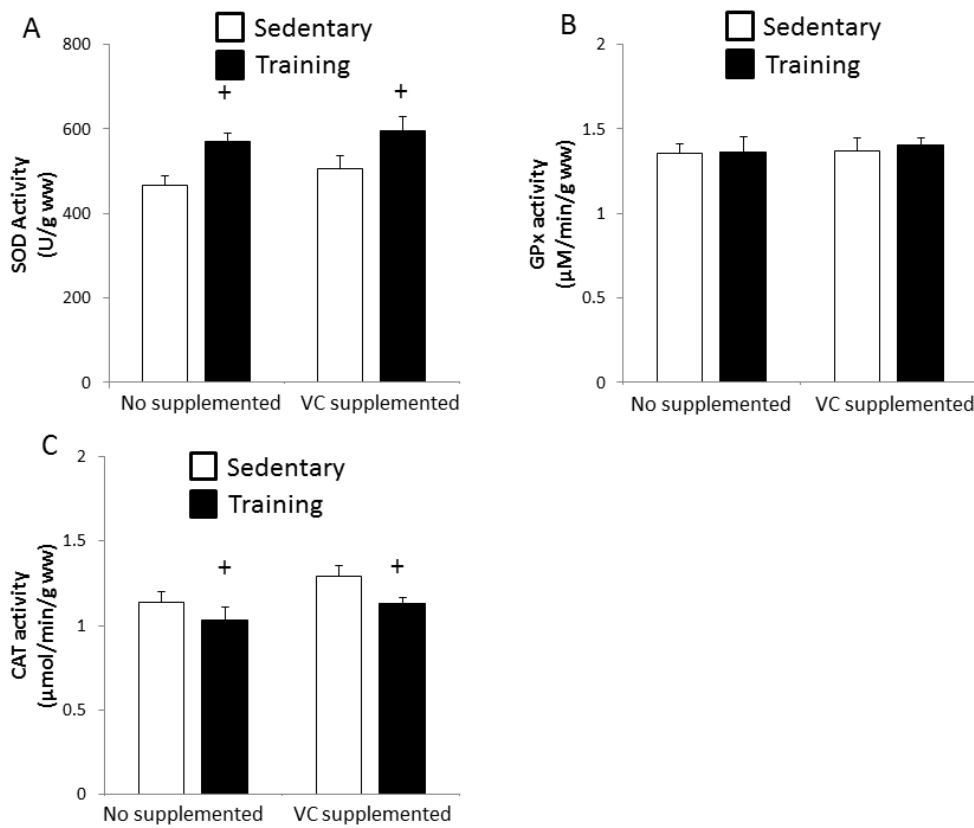 A
Sedentary
Training
800
600
400
200
0
SOD Activity
(U/g ww)
+
+
No supplemented
VC supplemented
B
Sedentary
Training
2
1.5
1
0.5
0
GPx activity
(µM/min/g ww)
No supplemented
VC supplemented
C
Sedentary
Training
2
1.5
1
0.5
0
CAT activity
(µmol/min/g ww)
+
+
No supplemented
VC supplemented